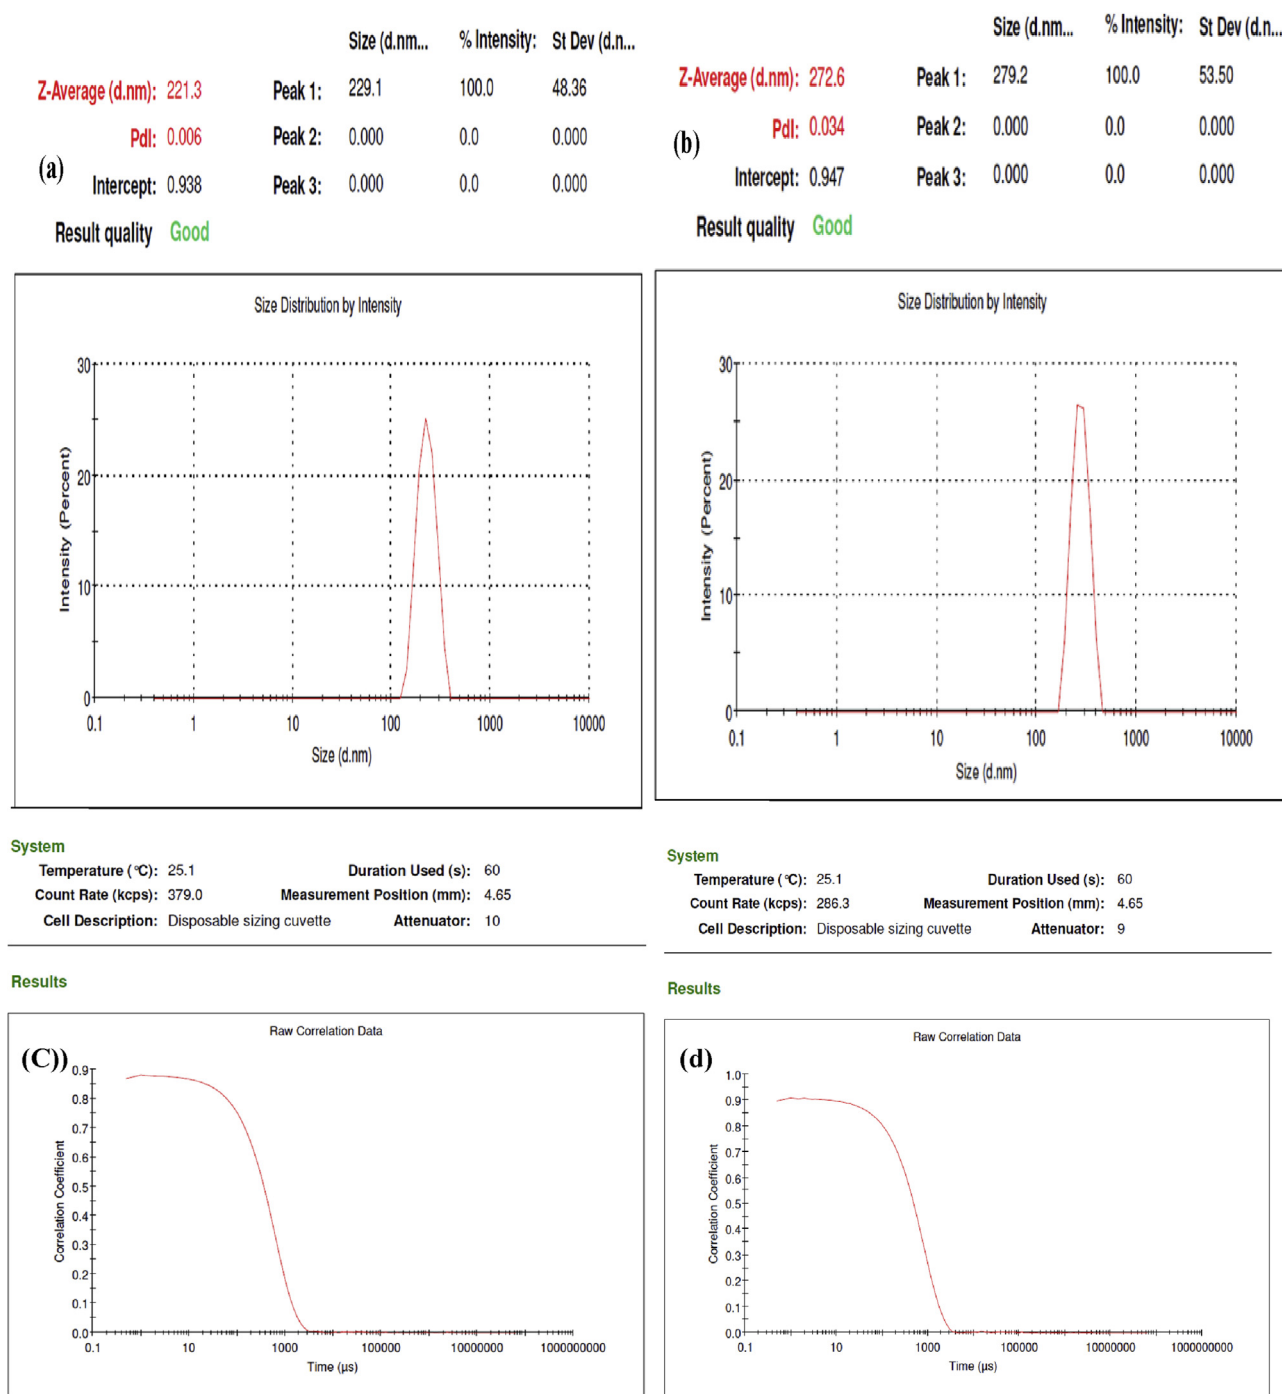 Size (d.nm... % Intensity: St Dev (d.n...
Z-Average (d.nm): 221.3 Peak 1: 229.1 100.0 48.36
PdI: 0.006 Peak 2: 0.000 0.0 0.000
(a)
Intercept: 0.938 Peak 3: 0.000 0.0 0.000
Result quality Good
Size Distribution by Intensity
30
20
10
0
Intensity (Percent)
0.1 1 10 100 1000 10000
Size (d.nm)
Size (d.nm... % Intensity: St Dev (d.n...
Z-Average (d.nm): 272.6 Peak 1: 279.2 100.0 53.50
PdI: 0.034 Peak 2: 0.000 0.0 0.000
(b)
Intercept: 0.947 Peak 3: 0.000 0.0 0.000
Result quality Good
Size Distribution by Intensity
30
20
10
0
Intensity (Percent)
0.1 1 10 100 1000 10000
Size (d.nm)
System
Temperature (°C): 25.1 Duration Used (s): 60
Count Rate (kcps): 379.0 Measurement Position (mm): 4.65
Cell Description: Disposable sizing cuvette Attenuator: 10
Results
Raw Correlation Data
(C))
0.9
0.8
0.7
0.6
0.5
0.4
0.3
0.2
0.1
0.0
Correlation Coefficient
0.1 10 1000 100000 10000000 1000000000
Time (µs)
System
Temperature (°C): 25.1 Duration Used (s): 60
Count Rate (kcps): 286.3 Measurement Position (mm): 4.65
Cell Description: Disposable sizing cuvette Attenuator: 9
Results
Raw Correlation Data
(d)
1.0
0.9
0.8
0.7
0.6
0.5
0.4
0.3
0.2
0.1
0.0
Correlation Coefficient
0.1 10 1000 100000 10000000 1000000000
Time (µs)